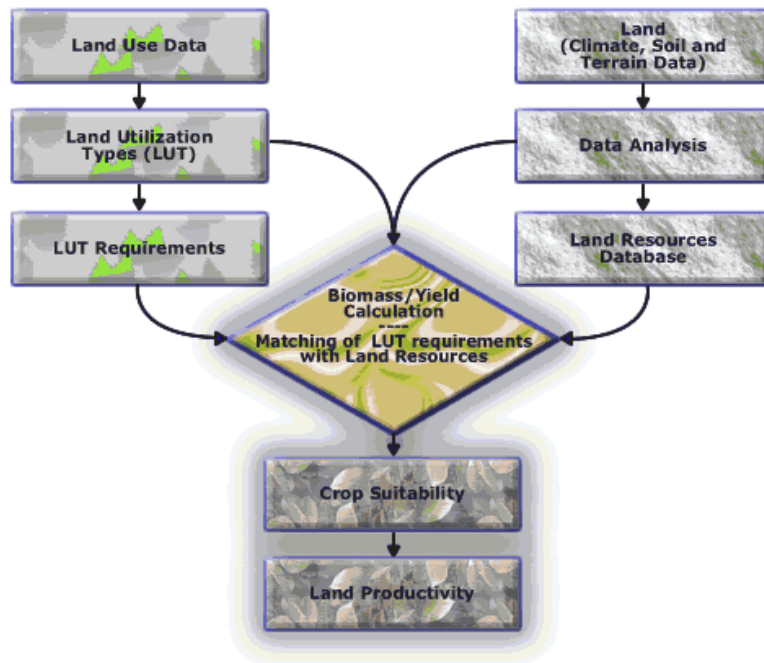 Land Use Data
Land Utilization
Types (LUT)
LUT Requirements
Land
(Climate, Soil and
Terrain Data)
Data Analysis
Land Resources
Database
Biomass/Yield
Calculation
----
Matching of LUT requirements
with Land Resources
Crop Suitability
Land Productivity